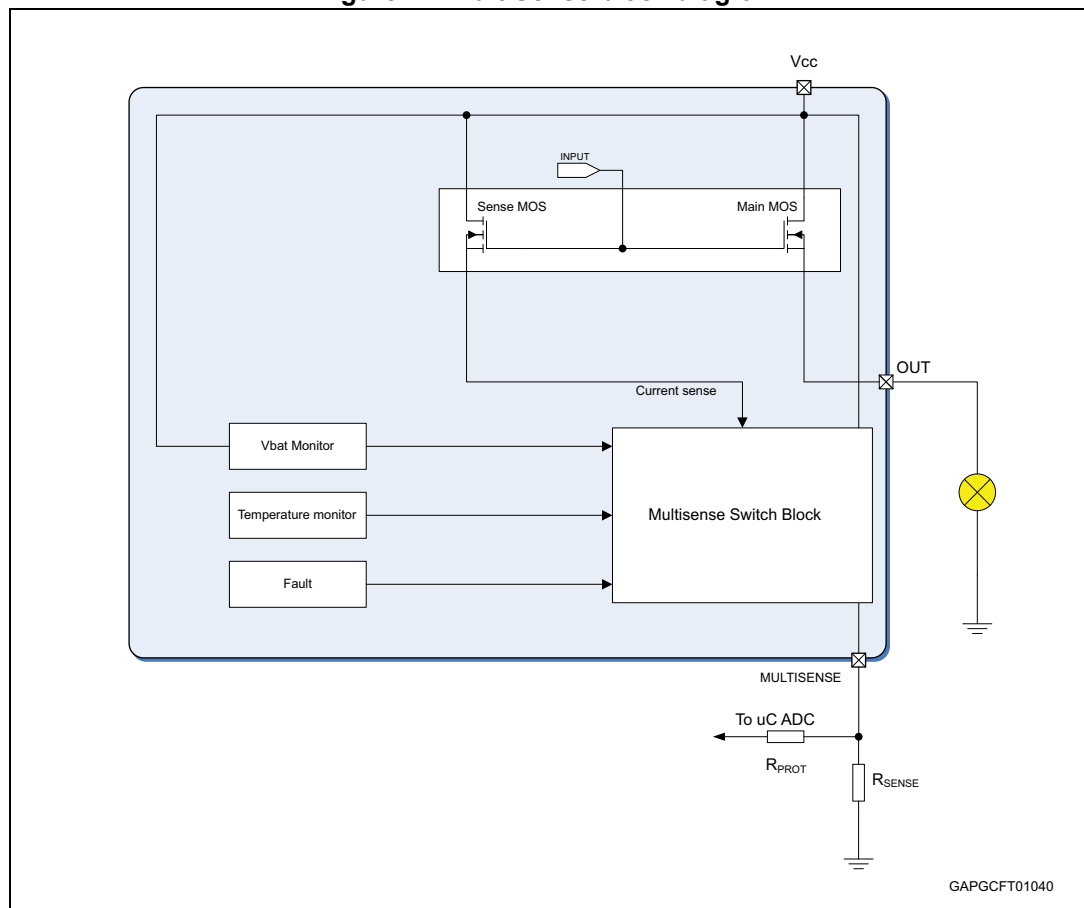 Vcc
INPUT
Sense MOS
Main MOS
OUT
Current sense
Vbat Monitor
Temperature monitor
Multisense Switch Block
Fault
MULTISENSE
To uC ADC
RPROT
RSENSE
GAPGCFT01040